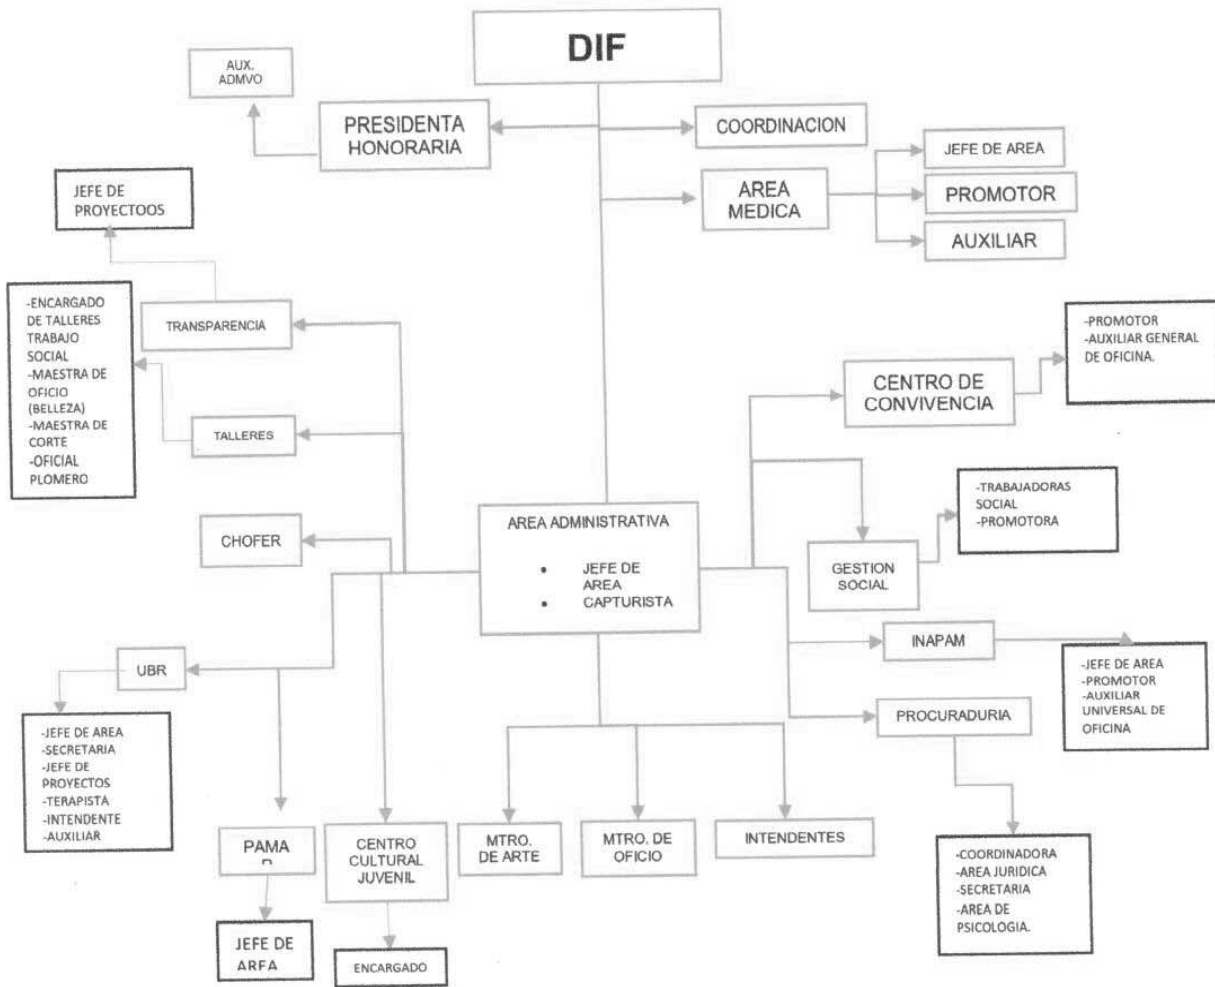 DIF
AUX.
ADMVO
PRESIDENTA
HONORARIA
COORDINACION
JEFE DE AREA
AREA
MEDICA
PROMOTOR
AUXILIAR
JEFE DE
PROYECTOOS
TRANSPARENCIA
-ENCARGADO
DE TALLERES
TRABAJO
SOCIAL
-MAESTRA DE
OFICIO
(BELLEZA)
-MAESTRA DE
CORTE
-OFICIAL
PLOMERO
TALLERES
CENTRO DE
CONVIVENCIA
-PROMOTOR
-AUXILIAR GENERAL
DE OFICINA.
CHOFER
AREA ADMINISTRATIVA
• JEFE DE
AREA
• CAPTURISTA
GESTION
SOCIAL
-TRABAJADORAS
SOCIAL
-PROMOTORA
UBR
INAPAM
-JEFE DE AREA
-PROMOTOR
-AUXILIAR
UNIVERSAL DE
OFICINA
PROCURADURIA
-JEFE DE AREA
-SECRETARIA
-JEFE DE
PROYECTOS
-TERAPISTA
-INTENDENTE
-AUXILIAR
PAMA
CENTRO
CULTURAL
JUVENIL
MTRO.
DE ARTE
MTRO. DE
OFICIO
INTENDENTES
-COORDINADORA
-AREA JURIDICA
-SECRETARIA
-AREA DE
PSICOLOGIA.
JEFE DE
AREA
ENCARGADO